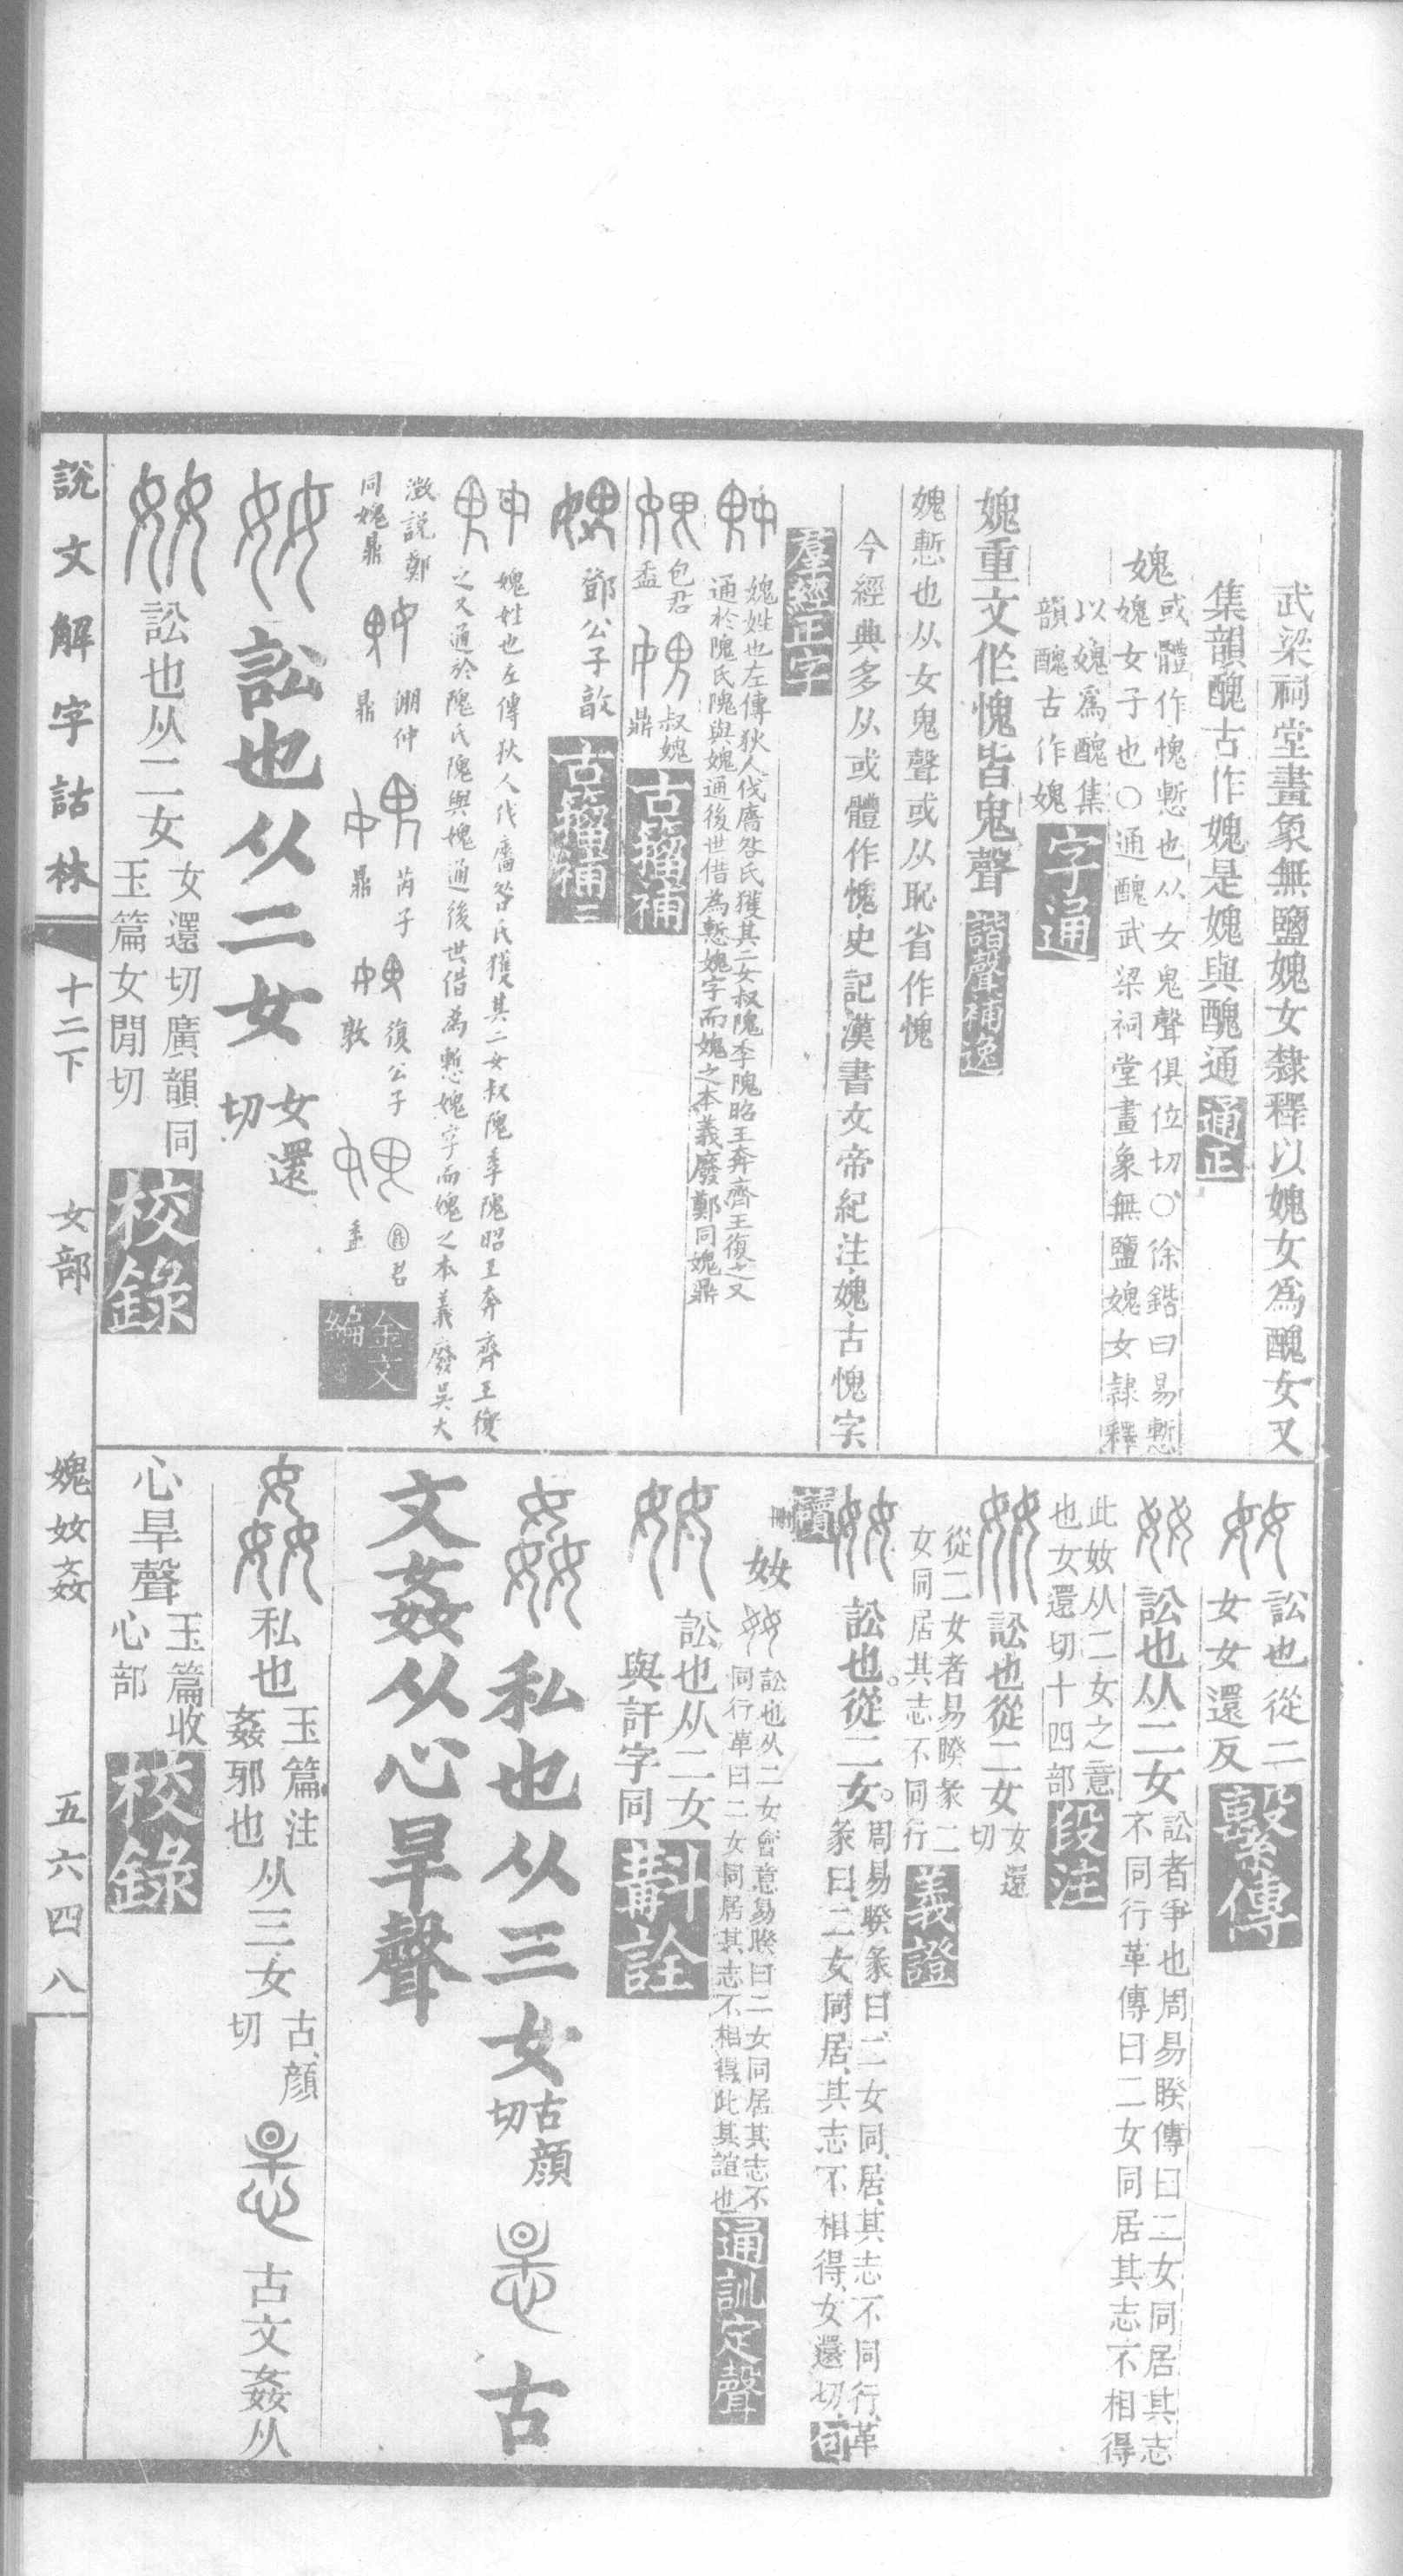 武梁祠堂畫象無鹽媿女隸釋以媿女爲醜女又
集韻醜古作媿是媿與醜通 通正
媿
或體作愧慙也从女鬼聲俱位切〇徐鍇曰易慙
媿女子也〇通醜武梁祠堂畫象無鹽媿女隸釋
以媿爲醜集
韻醜古作媿
字通
媿重文作愧皆鬼聲 諧聲補逸
媿慙也从女鬼聲或从恥省作愧
今經典多从或體作愧史記漢書文帝紀注媿古愧字
羣經正字
媿姓也左傳狄人伐廧咎氏獲其二女叔隗季隗昭王奔齊王復之又
通於隗氏隗與媿通後世借為慙媿字而媿之本義廢鄭同媿鼎
包君
盉
叔媿
鼎
古籀補
鄧公子𣪘 古籀補二
媿姓也左傳狄人伐廧咎氏獲其二女叔隗季隗昭王奔齊王復
之又通於隗氏隗與媿通後世借為慙媿字而媿之本義廢吳大
澂說鄭
同媿鼎
淜仲
鼎
芮子
鼎
復公子
敦
君
盉
金文
編
訟也从二女 女還
切
訟也从二女
女還切廣韻同
玉篇女閒切
校錄
訟也從二
女女還反
繫傳
訟也从二女
訟者爭也周易睽傳曰二女同居其志
不同行革傳曰二女同居其志不相得
此奻从二女之意
也女還切十四部
段注
訟也從二女
女還
切
從二女者易睽彖二
女同居其志不同行
義證
訟也從二女。
周易睽彖曰二女同居其志不同行革
彖曰二女同居其志不相得女還切 句
讀
奻
訟也从二女會意易睽曰二女同居其志不
同行革曰二女同居其志不相得此其誼也
通訓定聲
訟也从二女
與訐字同
斠詮
私也从三女 古顏
切
古
文姦从心旱聲
私也
玉篇注
姦邪也
从三女
古顏
切
古文姦从
心旱聲
玉篇收
心部
校錄
說文解字詁林 十二下 女部 媿奻姦 五六四八